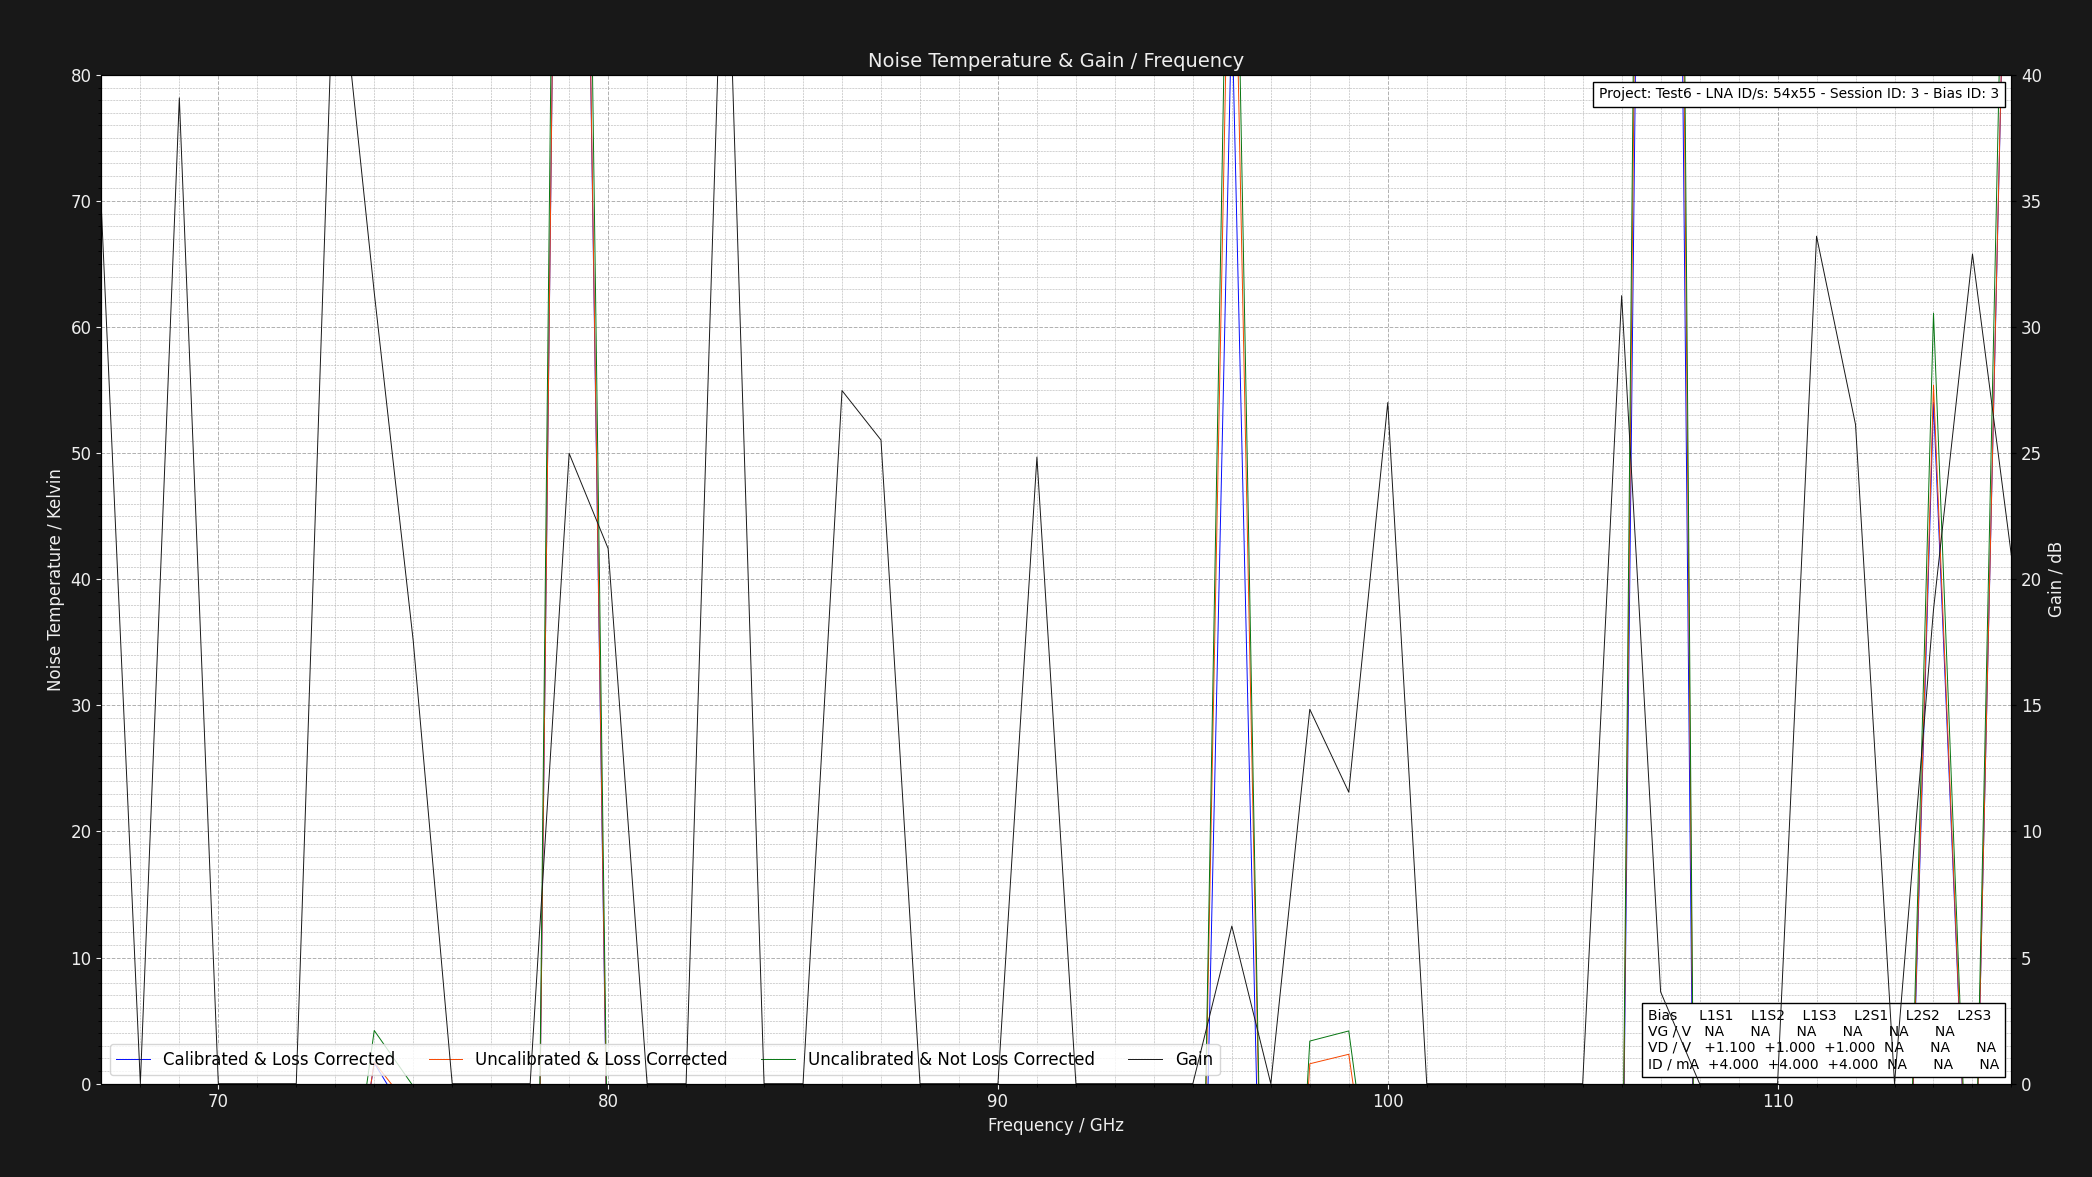 Noise Temperature & Gain / Frequency
Project: Test6 - LNA ID/s: 54x55 - Session ID: 3 - Bias ID: 3
80
70
60
50
40
30
20
10
0
Noise Temperature / Kelvin
40
35
30
25
20
15
10
5
0
Gain / dB
Bias L1S1 L1S2 L1S3 L2S1 L2S2 L2S3
VG / V NA NA NA NA NA NA
VD / V +1.100 +1.000 +1.000 NA NA NA
ID / mA +4.000 +4.000 +4.000 NA NA NA
Calibrated & Loss Corrected Uncalibrated & Loss Corrected Uncalibrated & Not Loss Corrected Gain
70 80 90 100 110
Frequency / GHz